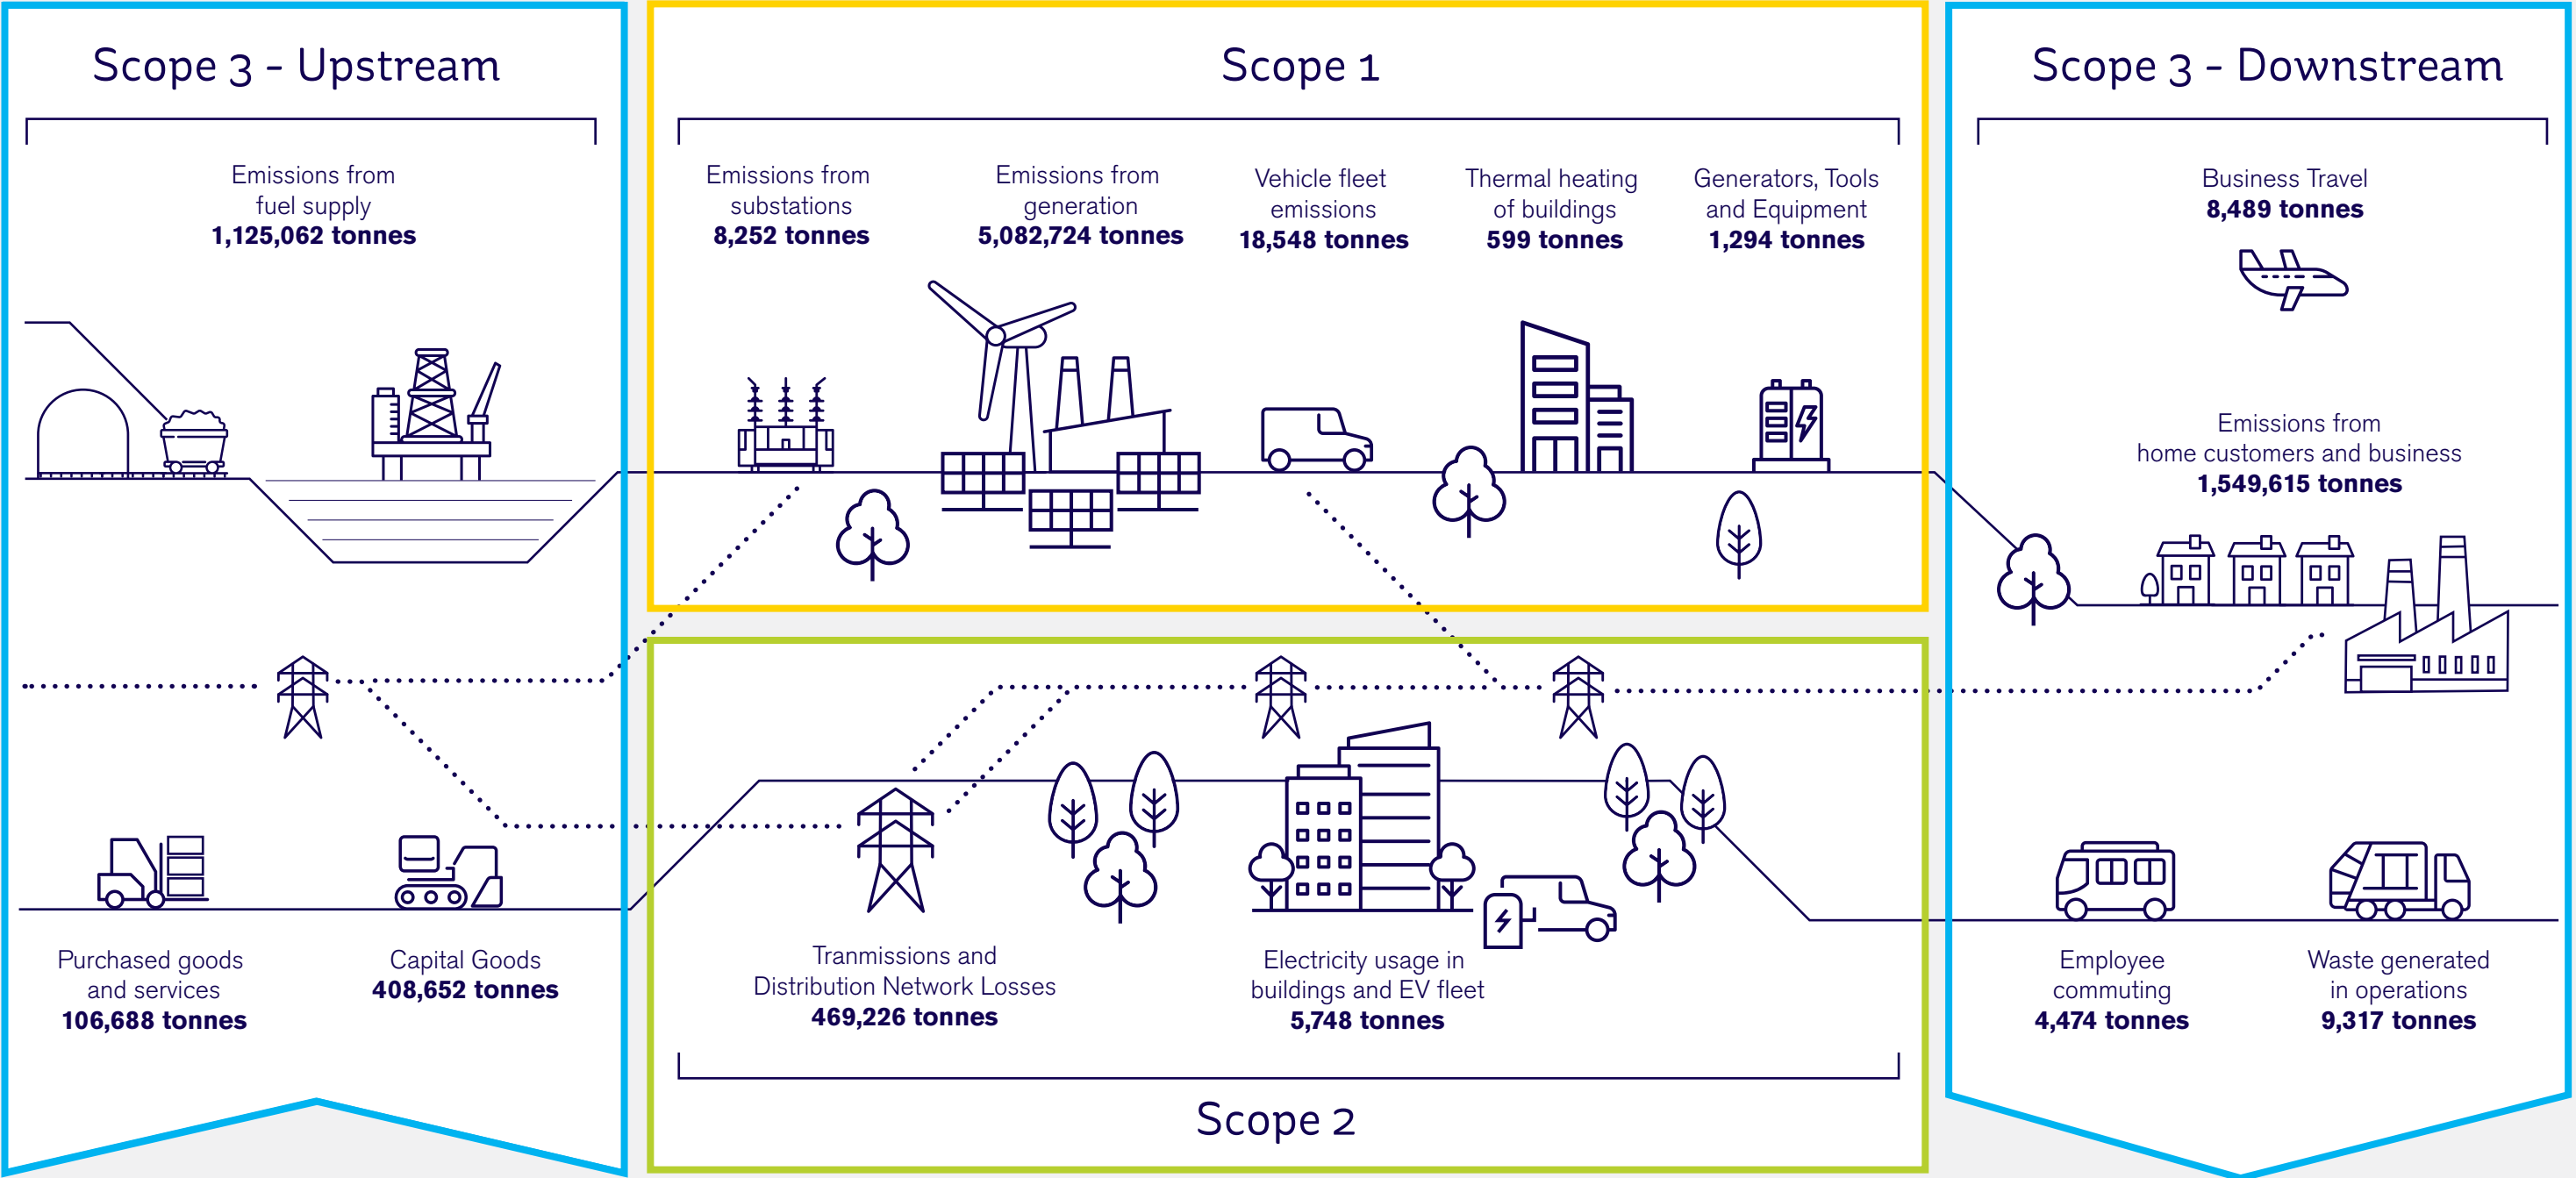 Scope 3 - Upstream
Emissions from
fuel supply
1,125,062 tonnes
Purchased goods
and services
106,688 tonnes
Capital Goods
408,652 tonnes
Scope 1
Emissions from
substations
8,252 tonnes
Emissions from
generation
5,082,724 tonnes
Vehicle fleet
emissions
18,548 tonnes
Thermal heating
of buildings
599 tonnes
Generators, Tools
and Equipment
1,294 tonnes
Tranmissions and
Distribution Network Losses
469,226 tonnes
Electricity usage in
buildings and EV fleet
5,748 tonnes
Scope 2
Scope 3 - Downstream
Business Travel
8,489 tonnes
Emissions from
home customers and business
1,549,615 tonnes
Employee
commuting
4,474 tonnes
Waste generated
in operations
9,317 tonnes